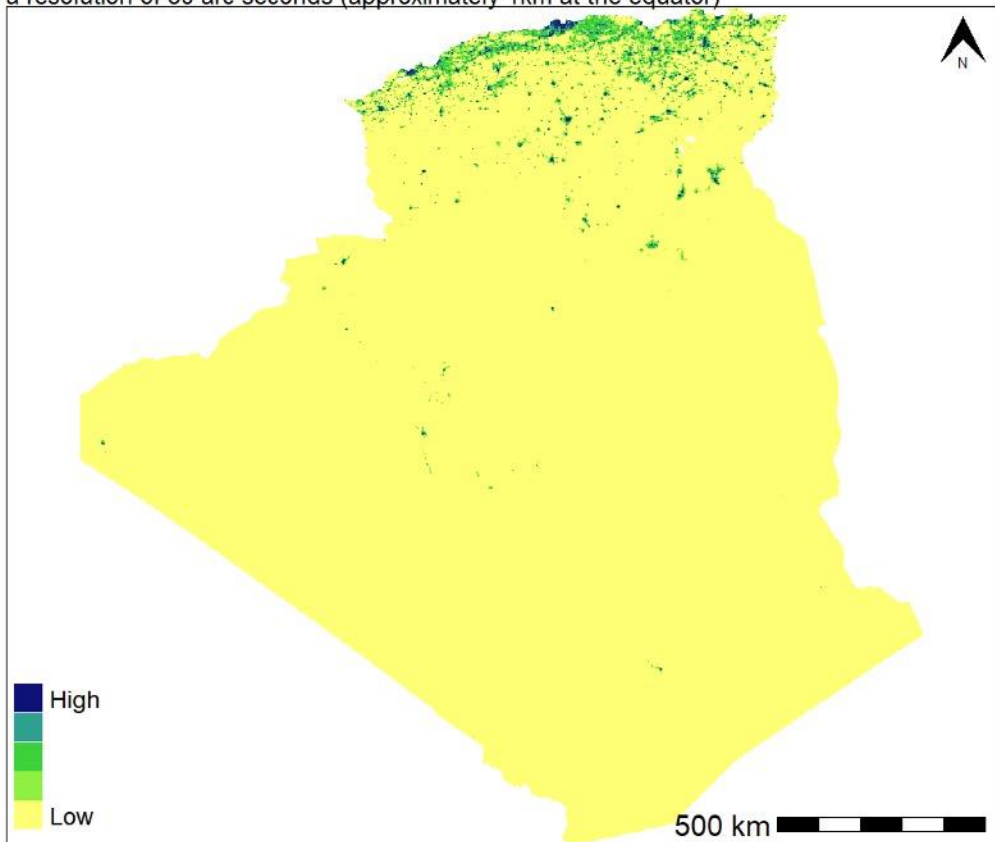 a resolution of 30 arc seconds (approximately 1km at the equator)
N
High
Low
500 km